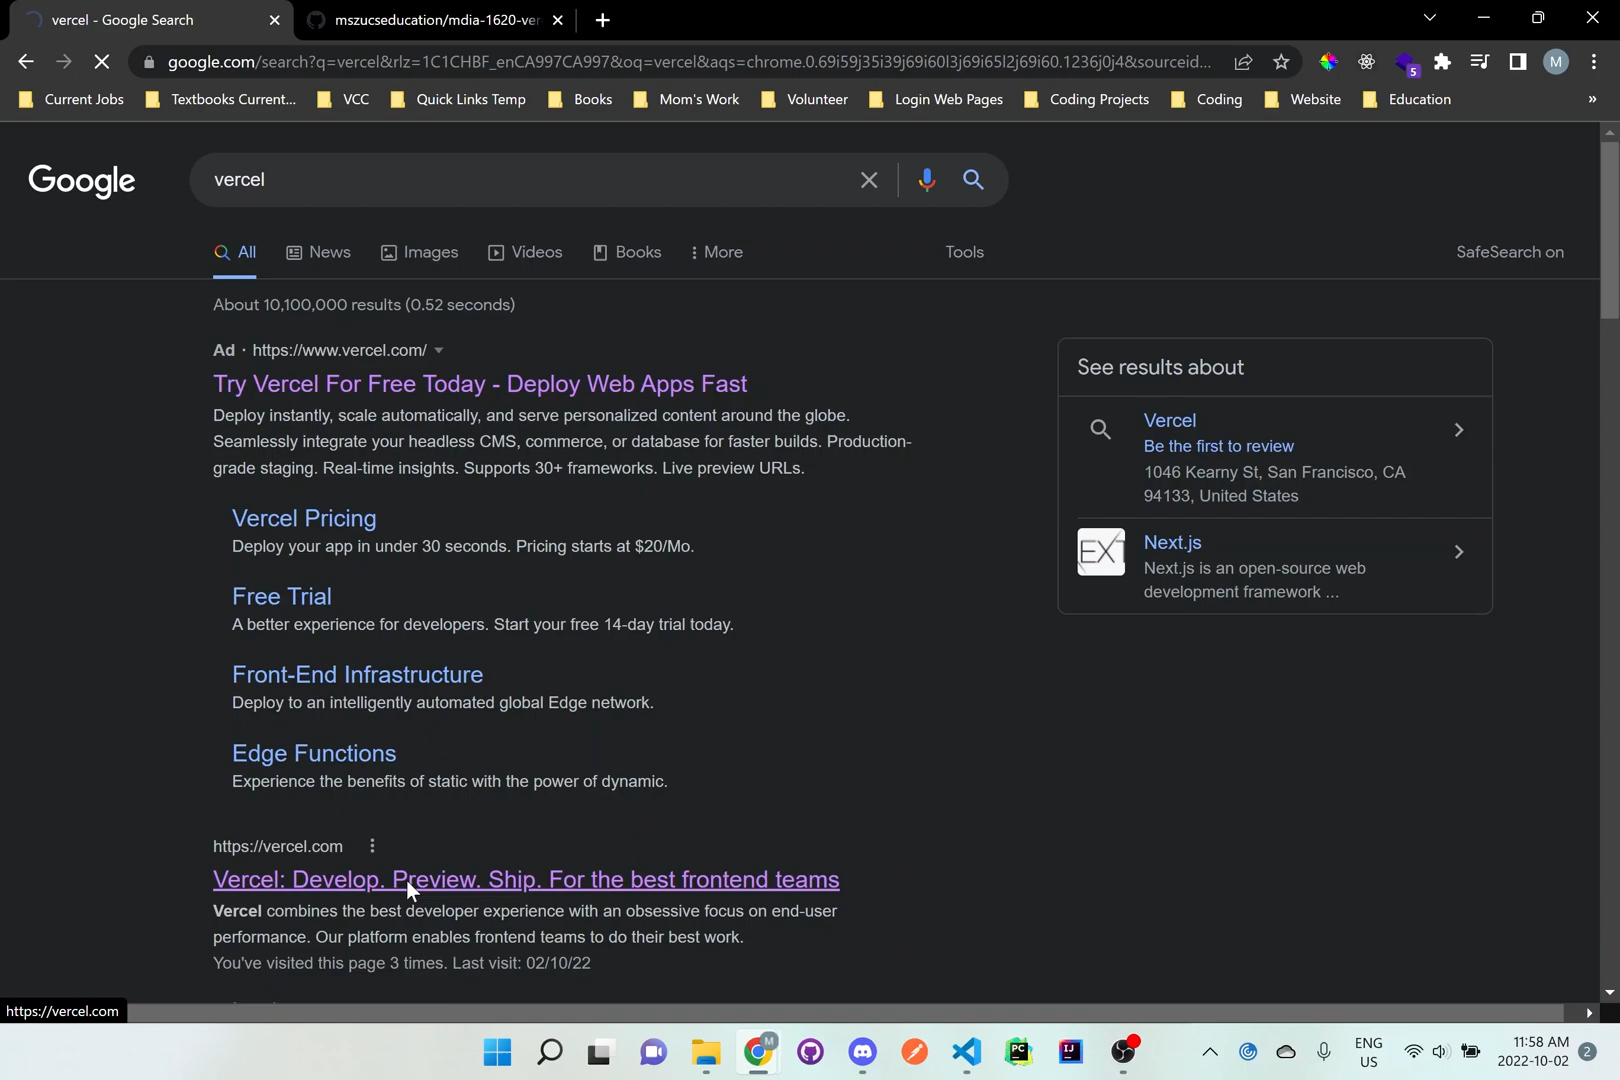 vercel - Google Search
mszucseducation/mdia-1620-ver
google.com/search?q=vercel&rlz=1C1CHBF_enCA997CA997&oq=vercel&aqs=chrome.0.69i59j35i39j69i60l3j69i65l2j69i60.1236j0j4&sourceid...
5
M
Current Jobs
Textbooks Current...
VCC
Quick Links Temp
Books
Mom's Work
Volunteer
Login Web Pages
Coding Projects
Coding
Website
Education
»
Google
vercel
All
News
Images
Videos
Books
More
Tools
SafeSearch on
About 10,100,000 results (0.52 seconds)
Ad · https://www.vercel.com/
Try Vercel For Free Today - Deploy Web Apps Fast
Deploy instantly, scale automatically, and serve personalized content around the globe.
Seamlessly integrate your headless CMS, commerce, or database for faster builds. Production-
grade staging. Real-time insights. Supports 30+ frameworks. Live preview URLs.
Vercel Pricing
Deploy your app in under 30 seconds. Pricing starts at $20/Mo.
Free Trial
A better experience for developers. Start your free 14-day trial today.
Front-End Infrastructure
Deploy to an intelligently automated global Edge network.
Edge Functions
Experience the benefits of static with the power of dynamic.
https://vercel.com
Vercel: Develop. Preview. Ship. For the best frontend teams
Vercel combines the best developer experience with an obsessive focus on end-user
performance. Our platform enables frontend teams to do their best work.
You've visited this page 3 times. Last visit: 02/10/22
See results about
Vercel
Be the first to review
1046 Kearny St, San Francisco, CA
94133, United States
EXT
Next.js
Next.js is an open-source web
development framework ...
https://vercel.com
M
PC
IJ
ENG
US
11:58 AM
2022-10-02
2